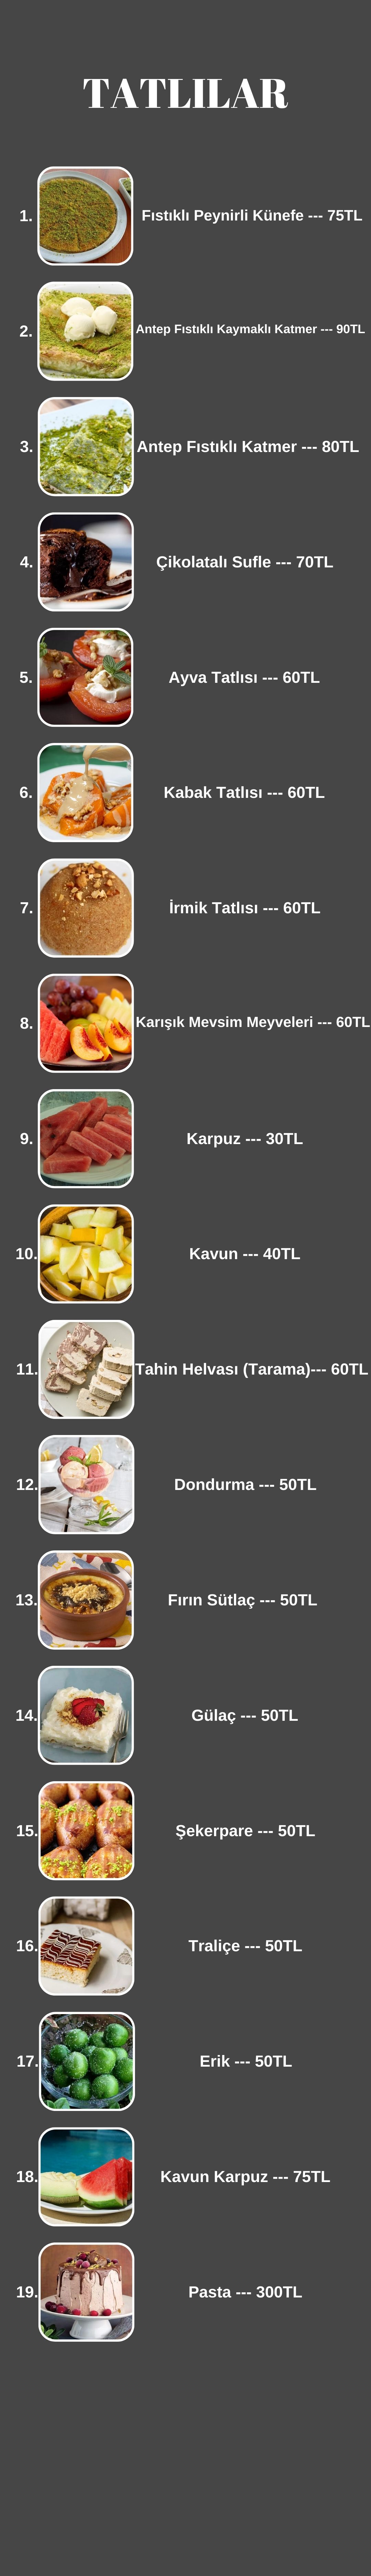 TATLILAR
1. Fıstıklı Peynirli Künefe --- 75TL
2. Antep Fıstıklı Kaymaklı Katmer --- 90TL
3. Antep Fıstıklı Katmer --- 80TL
4. Çikolatalı Sufle --- 70TL
5. Ayva Tatlısı --- 60TL
6. Kabak Tatlısı --- 60TL
7. İrmik Tatlısı --- 60TL
8. Karışık Mevsim Meyveleri --- 60TL
9. Karpuz --- 30TL
10. Kavun --- 40TL
11. Tahin Helvası (Tarama)--- 60TL
12. Dondurma --- 50TL
13. Fırın Sütlaç --- 50TL
14. Gülaç --- 50TL
15. Şekerpare --- 50TL
16. Traliçe --- 50TL
17. Erik --- 50TL
18. Kavun Karpuz --- 75TL
19. Pasta --- 300TL